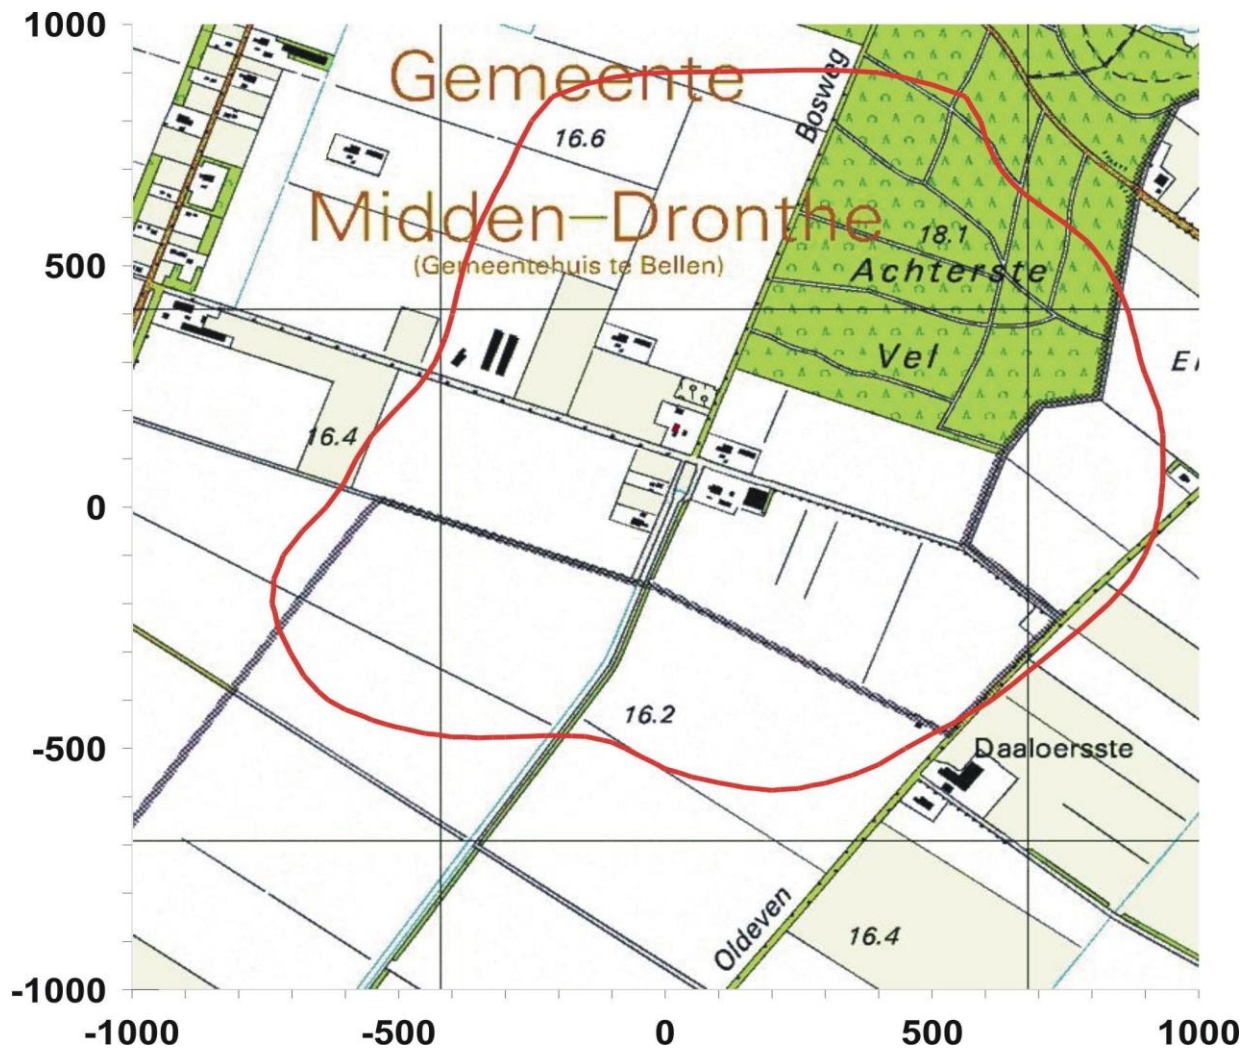 1000
Gemeente
Bosweg
16.6
Midden-Dronthe
18.1
(Gemeentehuis te Bellen)
500
Achterste
Vel
El
16.4
0
16.2
-500
Daaloersste
Oldeven
16.4
-1000
-1000 -500 0 500 1000